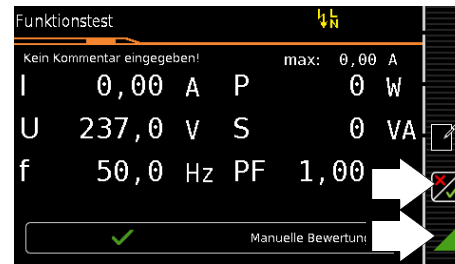 Funktionstest
L
N
Kein Kommentar eingegeben! max: 0,00 A
I 0,00 A P 0 W
U 237,0 V S 0 VA
f 50,0 Hz PF 1,00
Manuelle Bewertung